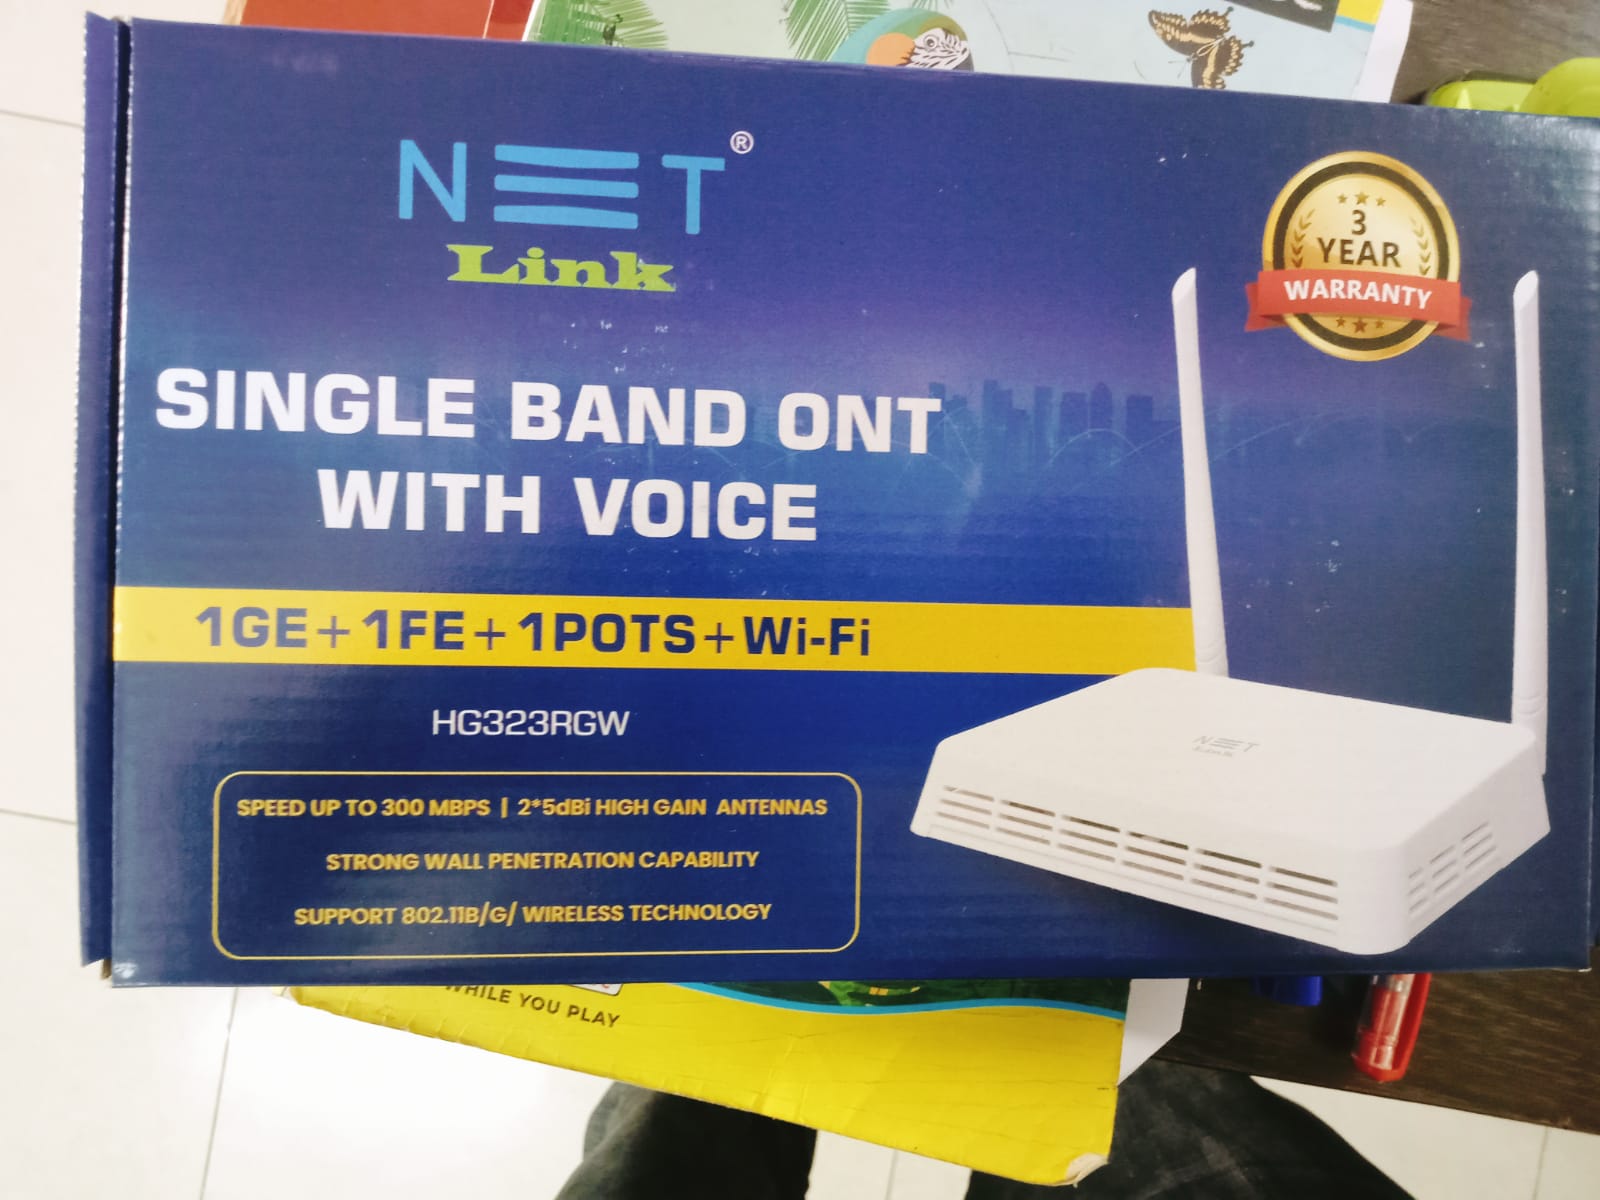 NET®
Link
3
YEAR
WARRANTY
SINGLE BAND ONT
WITH VOICE
1GE+1FE+1POTS+Wi-Fi
HG323RGW
NET
Link
SPEED UP TO 300 MBPS | 2*5dBi HIGH GAIN ANTENNAS
STRONG WALL PENETRATION CAPABILITY
SUPPORT 802.11B/G/ WIRELESS TECHNOLOGY
WHILE YOU PLAY